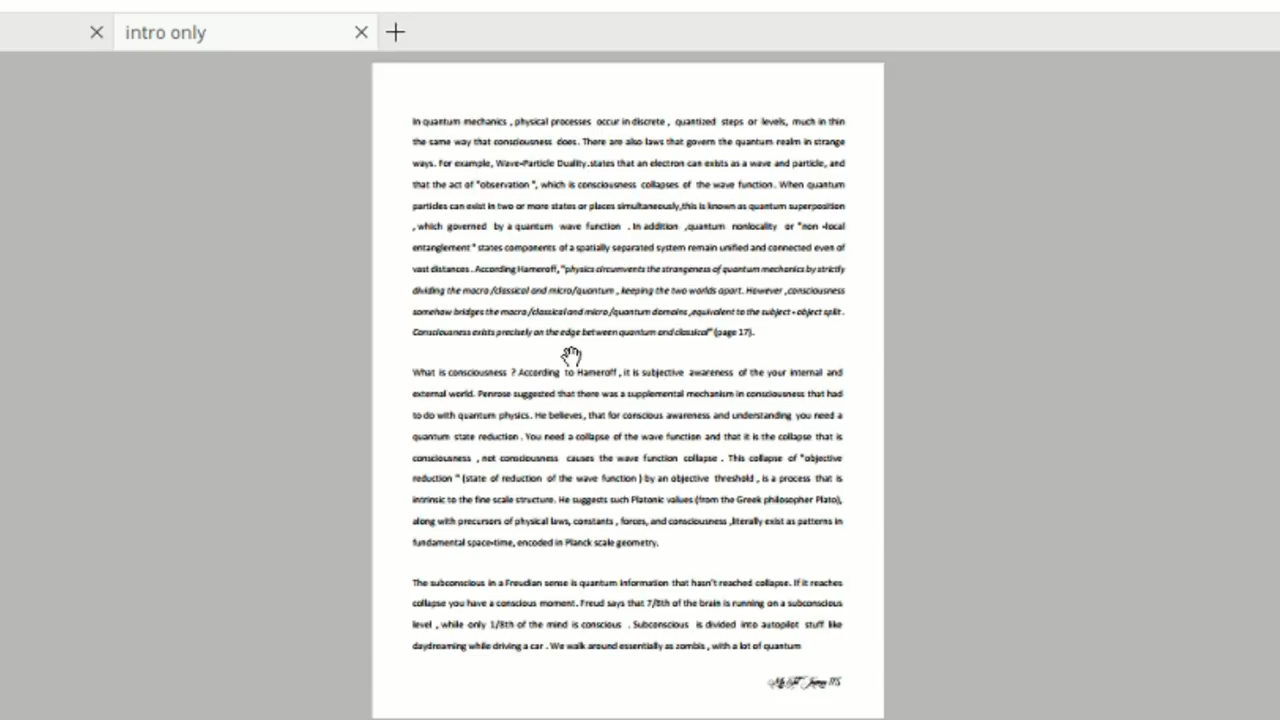 intro only
In quantum mechanics , physical processes occur in discrete , quantized steps or levels, much in thin
the same way that consciousness does. There are also laws that govern the quantum realm in strange
ways. For example, Wave-Particle Duality.states that an electron can exists as a wave and particle, and
that the act of "observation ", which is consciousness collapses of the wave function. When quantum
particles can exist in two or more states or places simultaneously,this is known as quantum superposition
, which governed by a quantum wave function . In addition ,quantum nonlocality or "non -local
entanglement " states components of a spatially separated system remain unified and connected even of
vast distances . According Hameroff, "physics circumvents the strangeness of quantum mechanics by strictly
dividing the macro /classical and micro/quantum , keeping the two worlds apart. However ,consciousness
somehow bridges the macro /classical and micro /quantum domains ,equivalent to the subject - object split .
Consciousness exists precisely on the edge between quantum and classical" (page 17).
What is consciousness ? According to Hameroff , it is subjective awareness of the your internal and
external world. Penrose suggested that there was a supplemental mechanism in consciousness that had
to do with quantum physics. He believes, that for conscious awareness and understanding you need a
quantum state reduction . You need a collapse of the wave function and that it is the collapse that is
consciousness , not consciousness causes the wave function collapse . This collapse of "objective
reduction " (state of reduction of the wave function ) by an objective threshold , is a process that is
intrinsic to the fine scale structure. He suggests such Platonic values (from the Greek philosopher Plato),
along with precursors of physical laws, constants , forces, and consciousness ,literally exist as patterns in
fundamental space-time, encoded in Planck scale geometry.
The subconscious in a Freudian sense is quantum information that hasn't reached collapse. If it reaches
collapse you have a conscious moment. Freud says that 7/8th of the brain is running on a subconscious
level , while only 1/8th of the mind is conscious . Subconscious is divided into autopilot stuff like
daydreaming while driving a car . We walk around essentially as zombis , with a lot of quantum